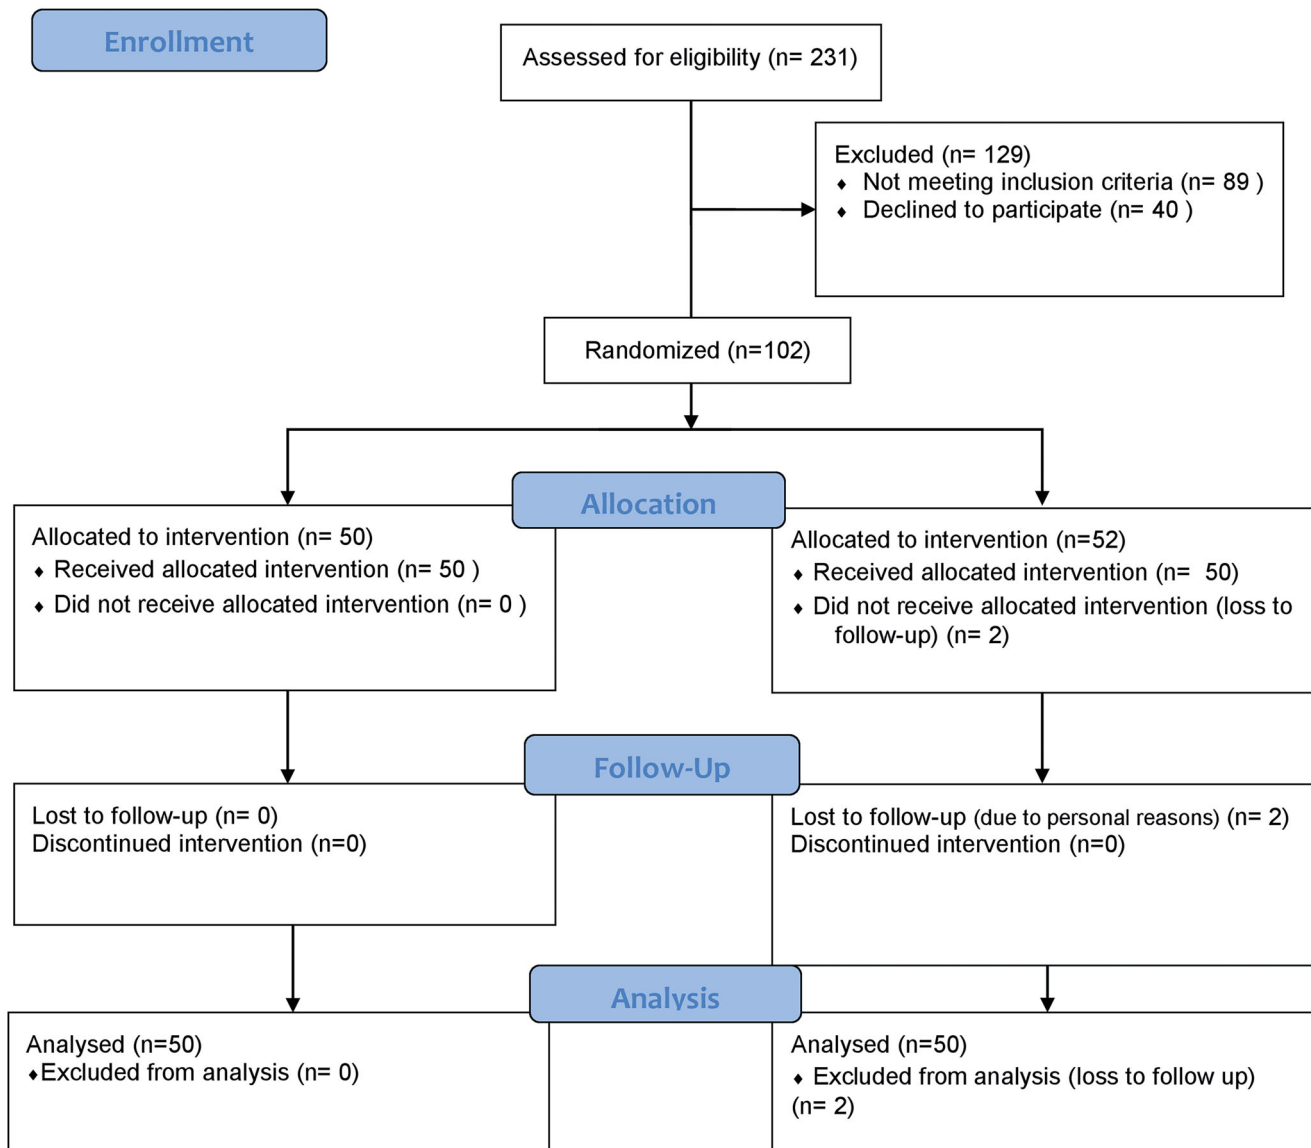 Enrollment
Assessed for eligibility (n= 231)
Excluded (n= 129)
♦ Not meeting inclusion criteria (n= 89 )
♦ Declined to participate (n= 40 )
Randomized (n=102)
Allocation
Allocated to intervention (n= 50)
♦ Received allocated intervention (n= 50 )
♦ Did not receive allocated intervention (n= 0 )
Allocated to intervention (n=52)
♦ Received allocated intervention (n= 50)
♦ Did not receive allocated intervention (loss to
follow-up) (n= 2)
Follow-Up
Lost to follow-up (n= 0)
Discontinued intervention (n=0)
Lost to follow-up (due to personal reasons) (n= 2)
Discontinued intervention (n=0)
Analysis
Analysed (n=50)
♦Excluded from analysis (n= 0)
Analysed (n=50)
♦ Excluded from analysis (loss to follow up)
(n= 2)